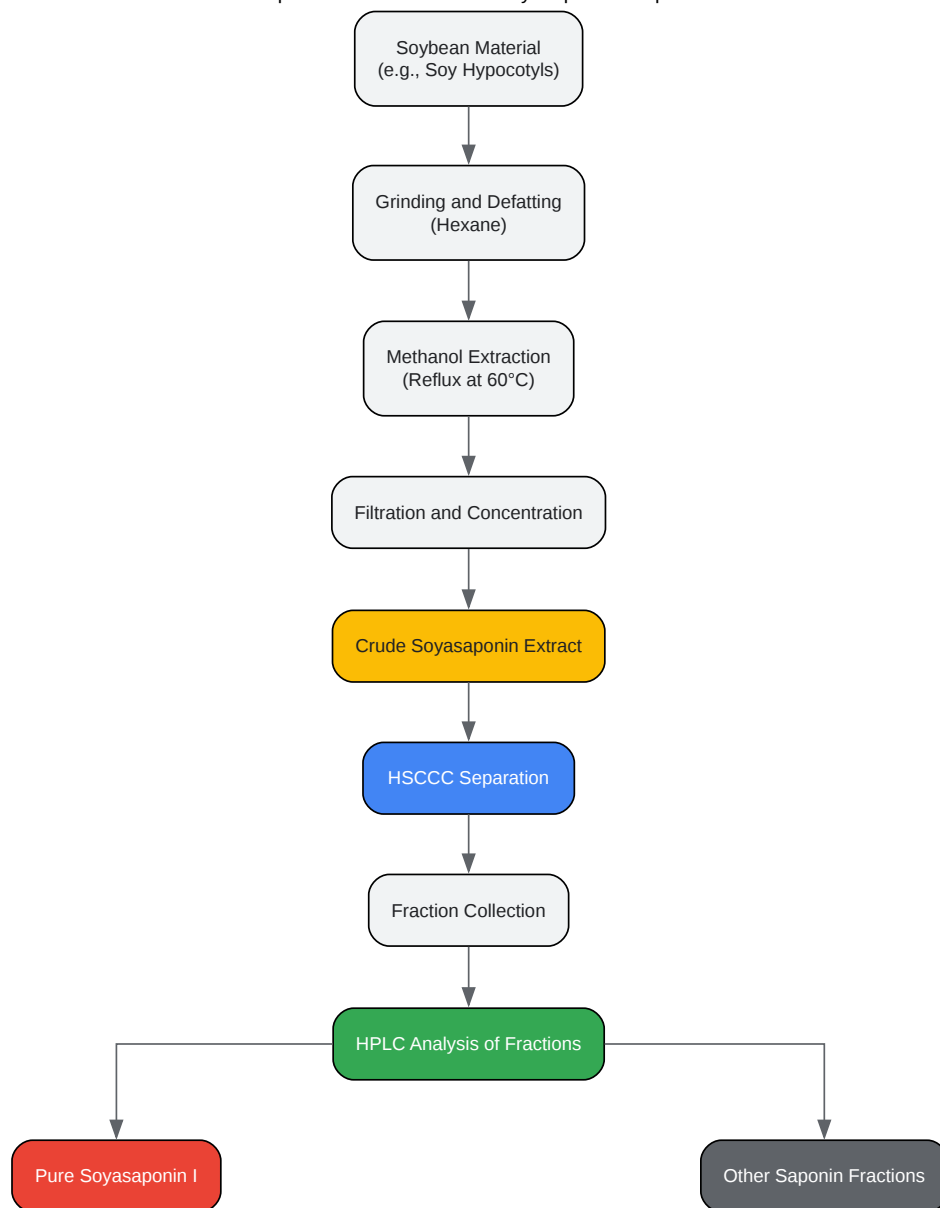 Soybean Material
(e.g., Soy Hypocotyls)
Grinding and Defatting
(Hexane)
Methanol Extraction
(Reflux at 60°C)
Filtration and Concentration
Crude Soyasaponin Extract
HSCCC Separation
Fraction Collection
HPLC Analysis of Fractions
Pure Soyasaponin I
Other Saponin Fractions